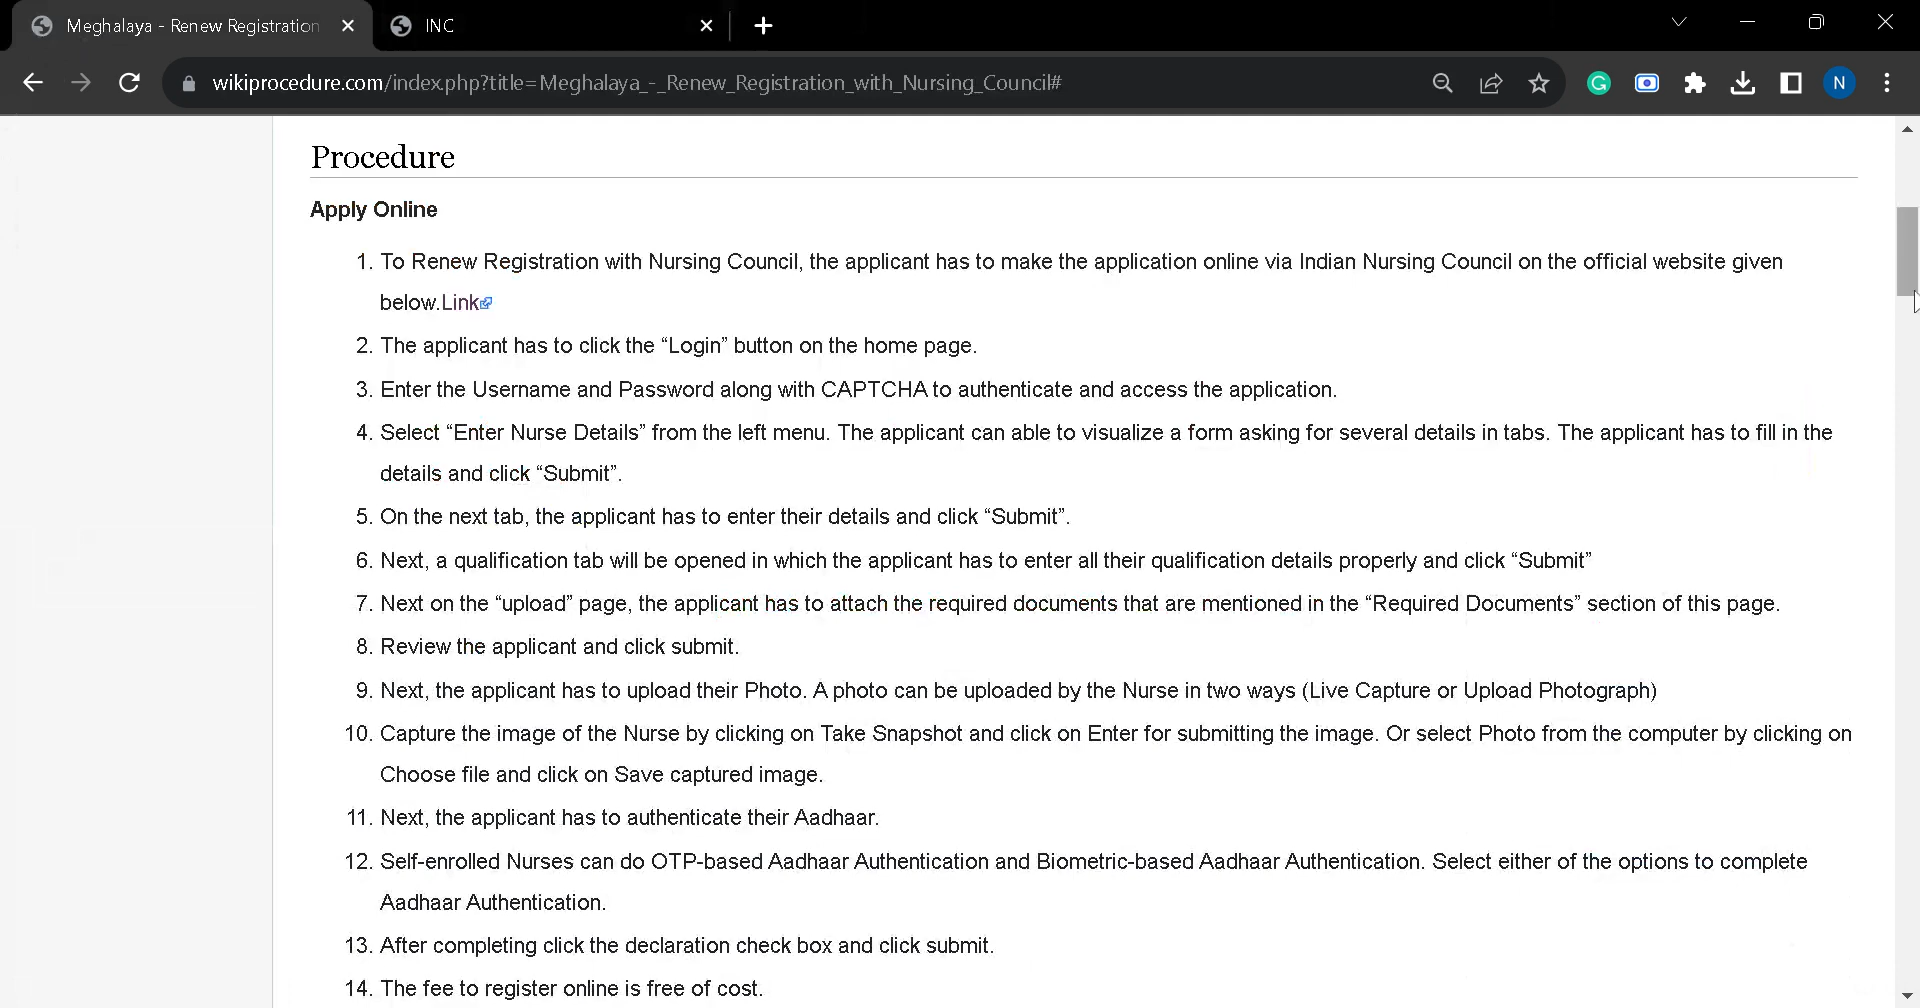 Meghalaya - Renew Registration
INC
wikiprocedure.com/index.php?title=Meghalaya_-_Renew_Registration_with_Nursing_Council#
G
N
Procedure
Apply Online
1. To Renew Registration with Nursing Council, the applicant has to make the application online via Indian Nursing Council on the official website given
below.Link
2. The applicant has to click the “Login” button on the home page.
3. Enter the Username and Password along with CAPTCHA to authenticate and access the application.
4. Select “Enter Nurse Details” from the left menu. The applicant can able to visualize a form asking for several details in tabs. The applicant has to fill in the
details and click “Submit”.
5. On the next tab, the applicant has to enter their details and click “Submit”.
6. Next, a qualification tab will be opened in which the applicant has to enter all their qualification details properly and click “Submit”
7. Next on the “upload” page, the applicant has to attach the required documents that are mentioned in the “Required Documents” section of this page.
8. Review the applicant and click submit.
9. Next, the applicant has to upload their Photo. A photo can be uploaded by the Nurse in two ways (Live Capture or Upload Photograph)
10. Capture the image of the Nurse by clicking on Take Snapshot and click on Enter for submitting the image. Or select Photo from the computer by clicking on
Choose file and click on Save captured image.
11. Next, the applicant has to authenticate their Aadhaar.
12. Self-enrolled Nurses can do OTP-based Aadhaar Authentication and Biometric-based Aadhaar Authentication. Select either of the options to complete
Aadhaar Authentication.
13. After completing click the declaration check box and click submit.
14. The fee to register online is free of cost.